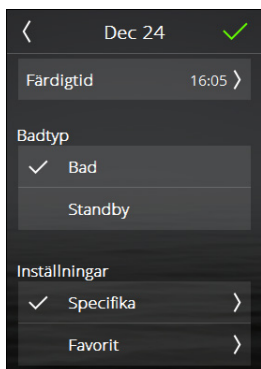 Dec 24
Färdigtid 16:05
Badtyp
Bad
Standby
Inställningar
Specifika
Favorit